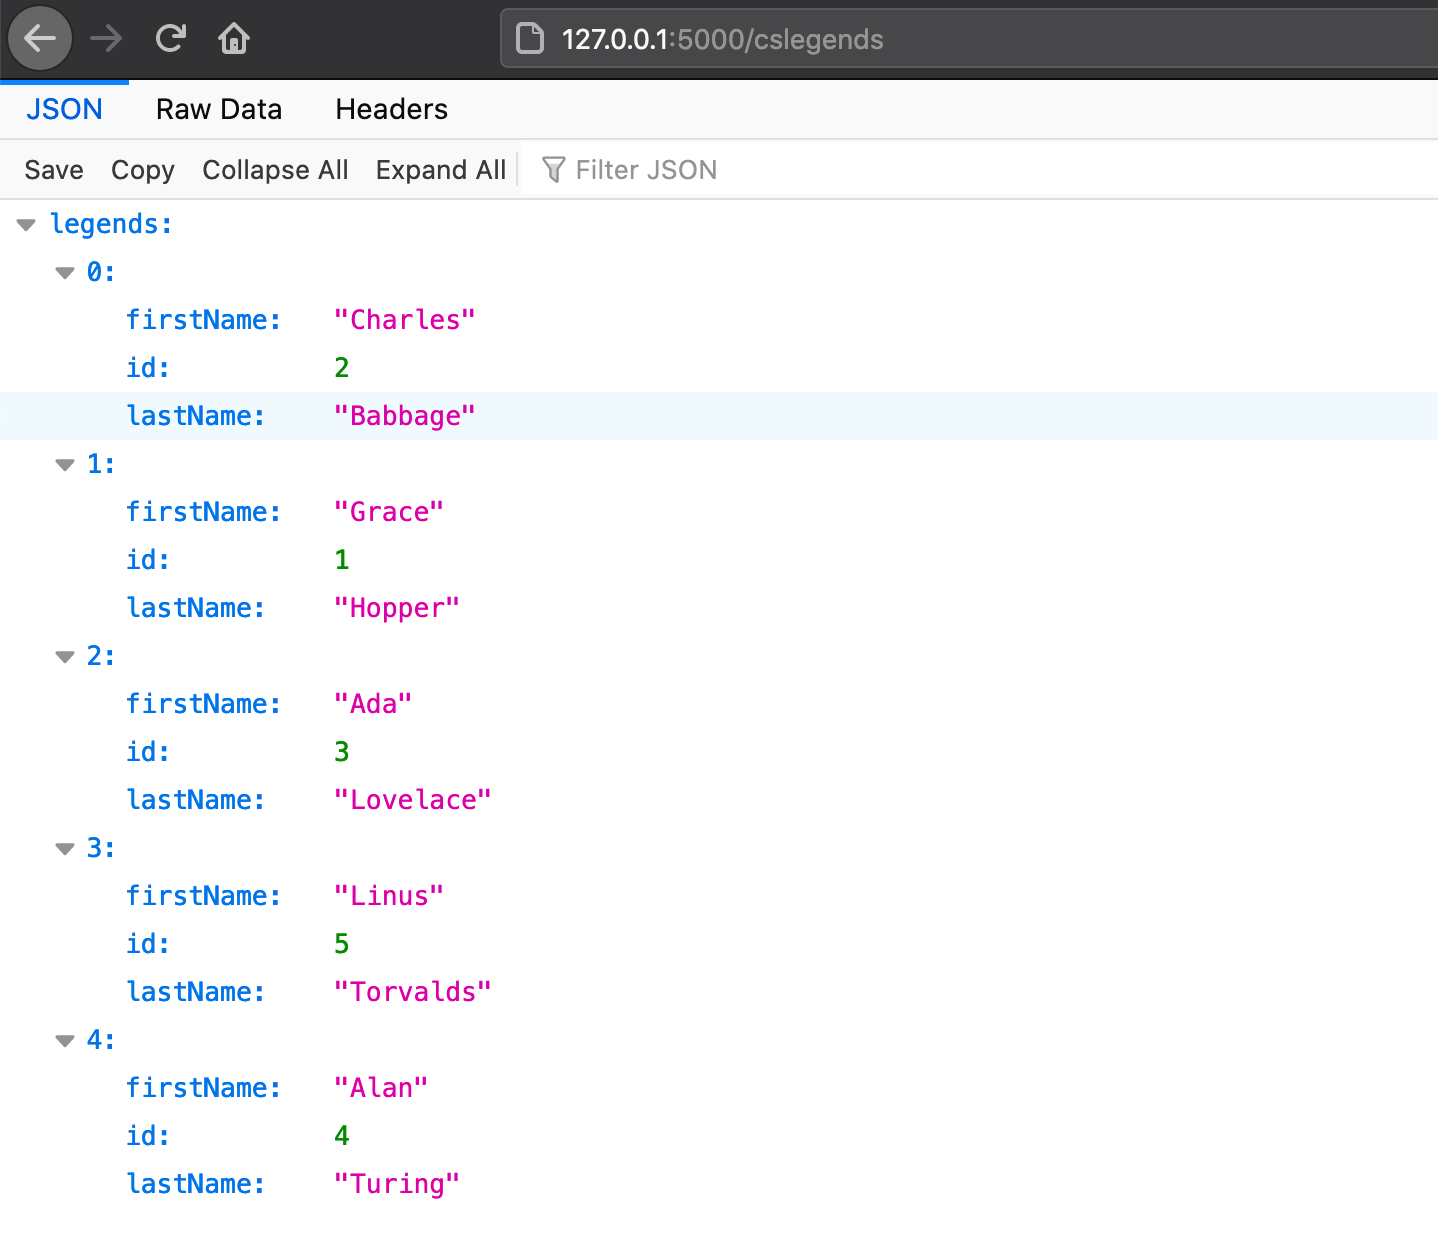 127.0.0.1:5000/cslegends
JSON Raw Data Headers
Save Copy Collapse All Expand All Filter JSON
legends:
0:
firstName: "Charles"
id: 2
lastName: "Babbage"
1:
firstName: "Grace"
id: 1
lastName: "Hopper"
2:
firstName: "Ada"
id: 3
lastName: "Lovelace"
3:
firstName: "Linus"
id: 5
lastName: "Torvalds"
4:
firstName: "Alan"
id: 4
lastName: "Turing"